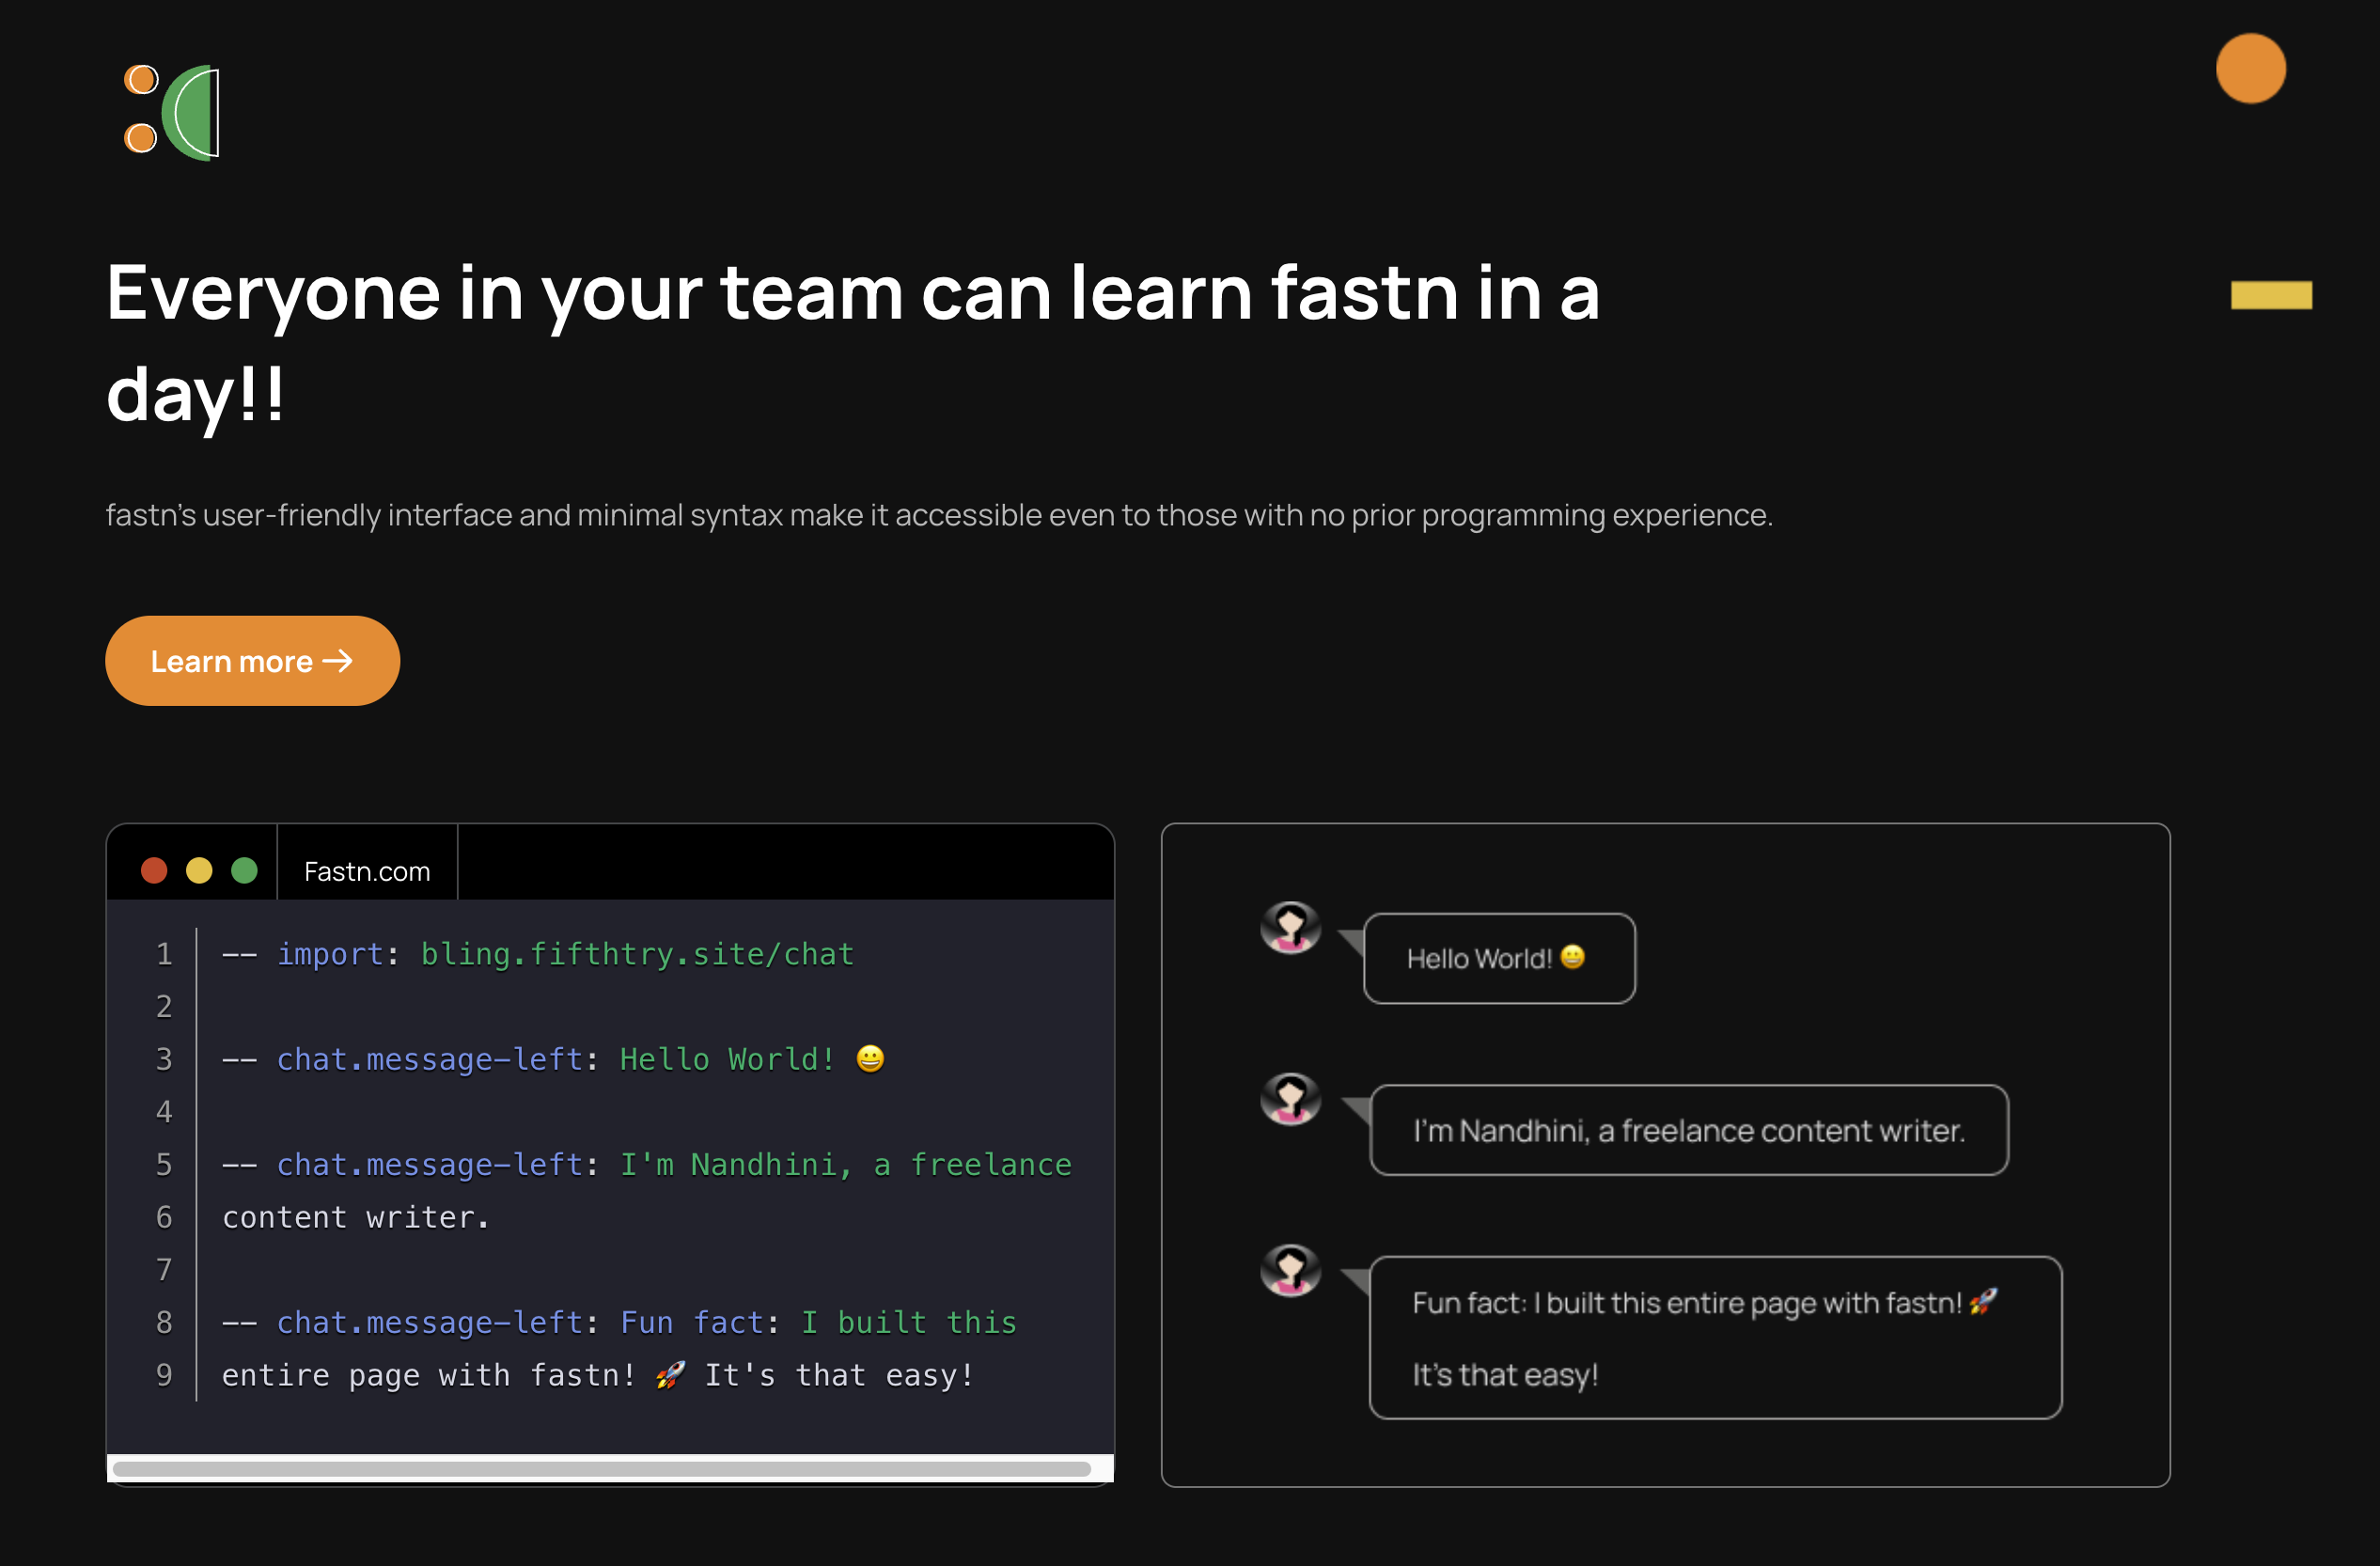 Everyone in your team can learn fastn in a
day!!
fastn's user-friendly interface and minimal syntax make it accessible even to those with no prior programming experience.
Learn more →
Fastn.com
1 -- import: bling.fifthtry.site/chat
2
3 -- chat.message-left: Hello World! 😀
4
5 -- chat.message-left: I'm Nandhini, a freelance
6 content writer.
7
8 -- chat.message-left: Fun fact: I built this
9 entire page with fastn! 🚀 It's that easy!
Hello World! 😀
I'm Nandhini, a freelance content writer.
Fun fact: I built this entire page with fastn! 🚀
It's that easy!